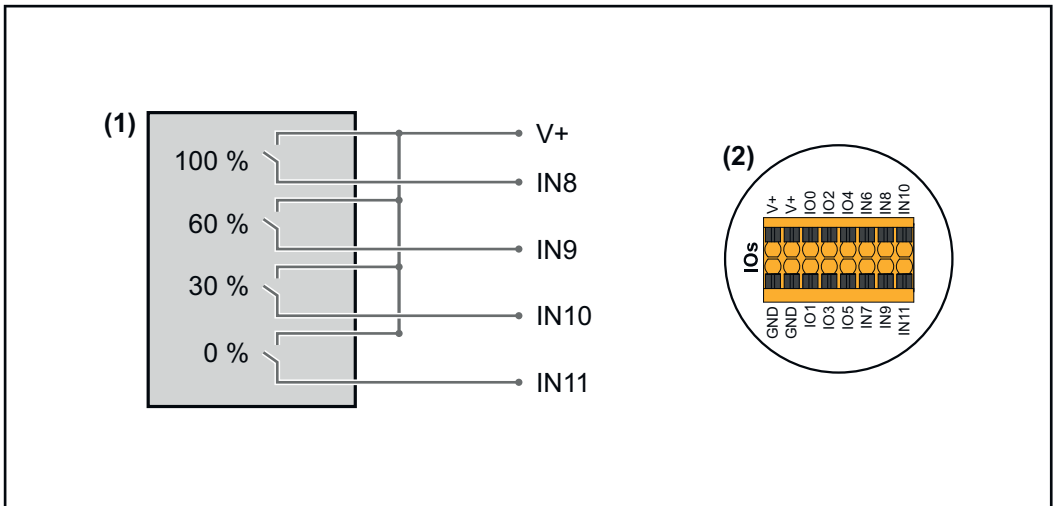 (1)
100 %
60 %
30 %
0 %
V+
IN8
IN9
IN10
IN11
(2)
IOs
V+ V+ IO0 IO2 IO4 IN6 IN8 IN10
GND GND IO1 IO3 IO5 IN7 IN9 IN11